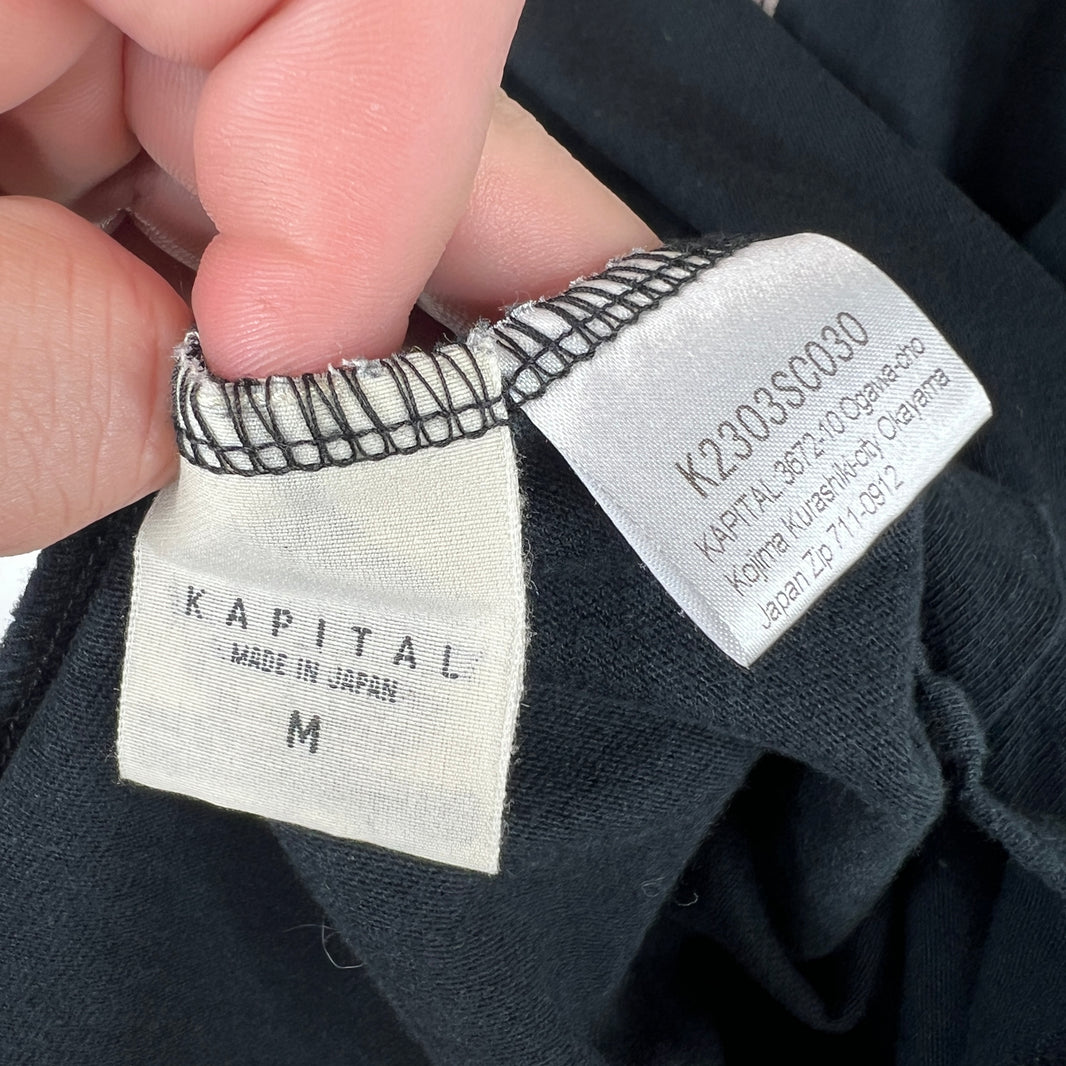 KAPITAL
MADE IN JAPAN
M
K2303SC030
KAPITAL 3672-10 Ogawa-cho
Kojima Kurashiki-city Okayama
Japan Zip 711-0912